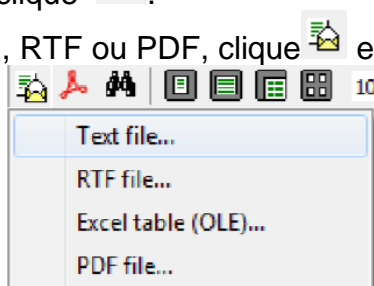 clique .
, RTF ou PDF, clique e
10
Text file...
RTF file...
Excel table (OLE)...
PDF file...